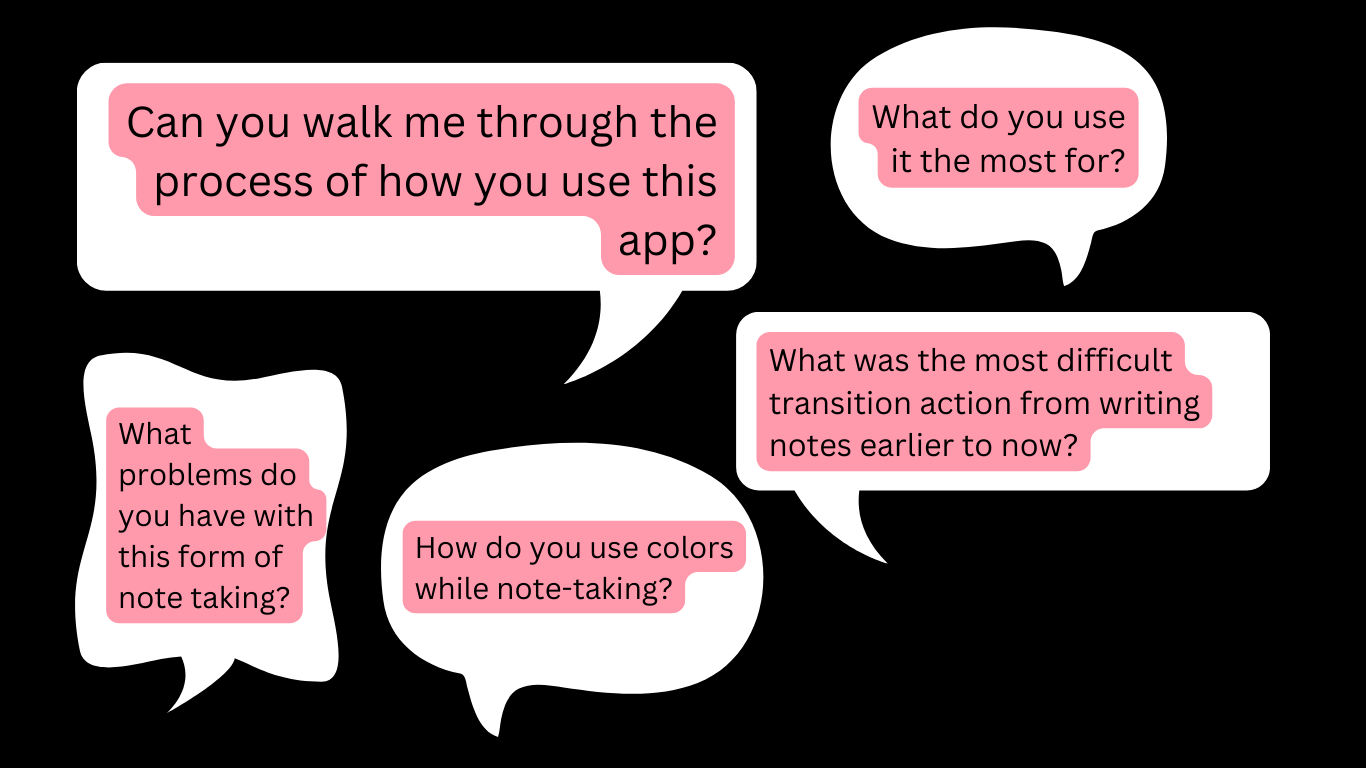 Can you walk me through the
process of how you use this
app?
What do you use
it the most for?
What was the most difficult
transition action from writing
notes earlier to now?
What
problems do
you have with
this form of
note taking?
How do you use colors
while note-taking?